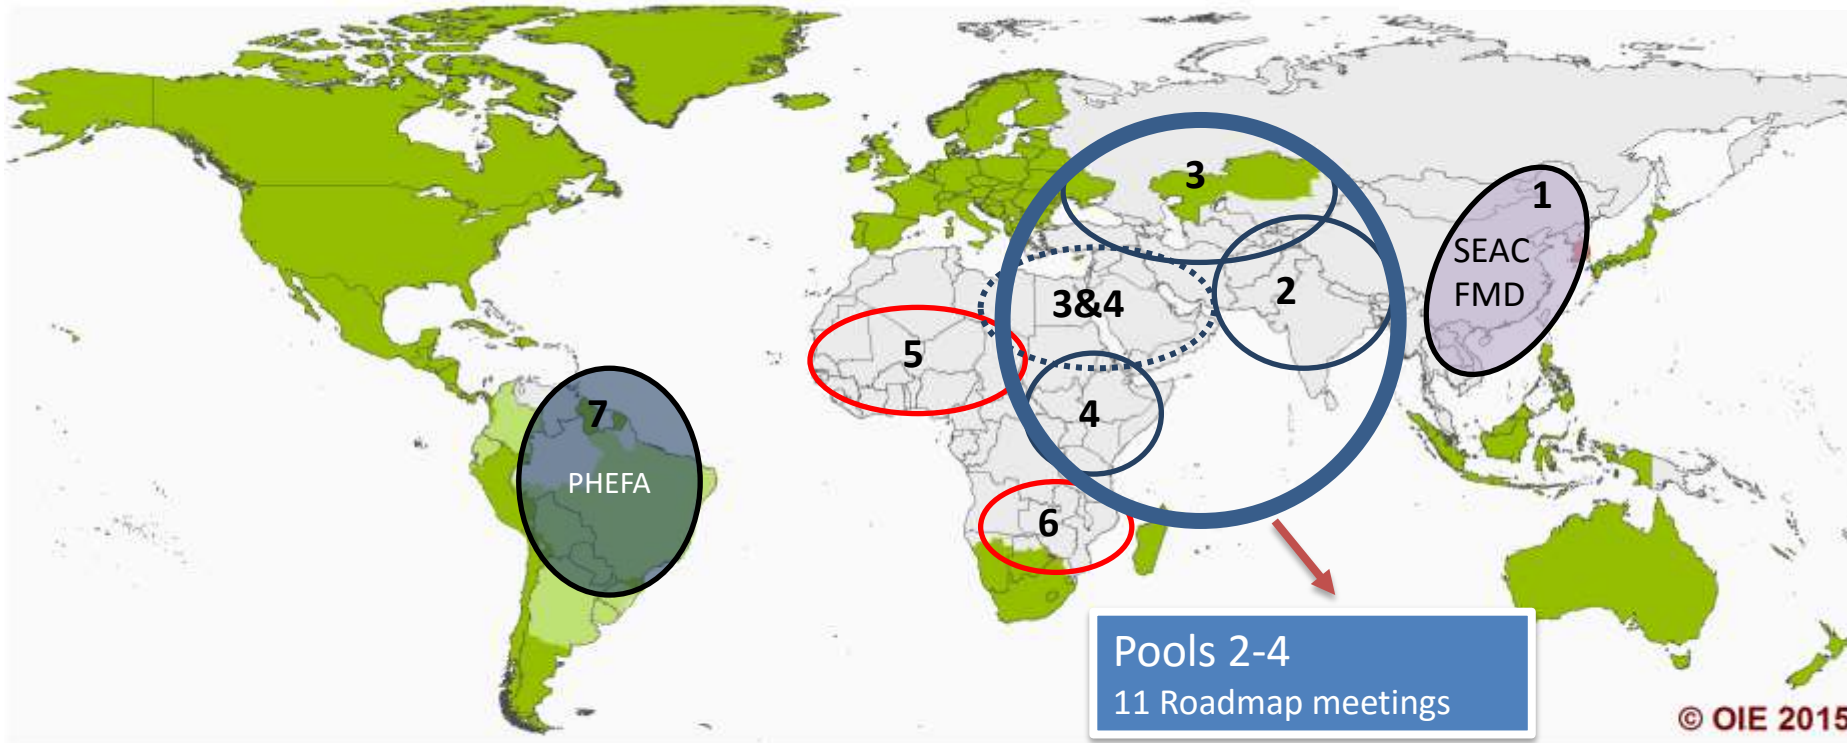 3
1
SEAC
FMD
2
3&4
5
4
7
PHEFA
6
Pools 2-4
11 Roadmap meetings
© OIE 2015